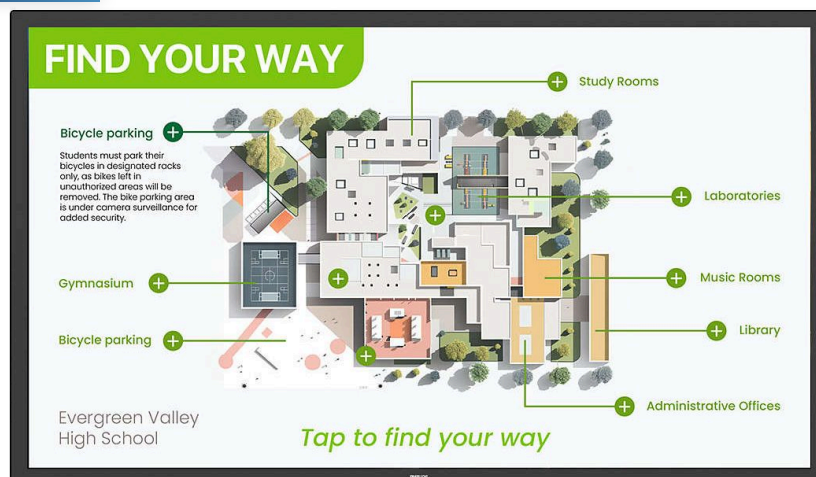 FIND YOUR WAY
Study Rooms
Bicycle parking
Students must park their
bicycles in designated racks
only, as bikes left in
unauthorized areas will be
removed. The bike parking area
is under camera surveillance for
added security.
Laboratories
Gymnasium
Music Rooms
Bicycle parking
Library
Administrative Offices
Evergreen Valley
High School
Tap to find your way